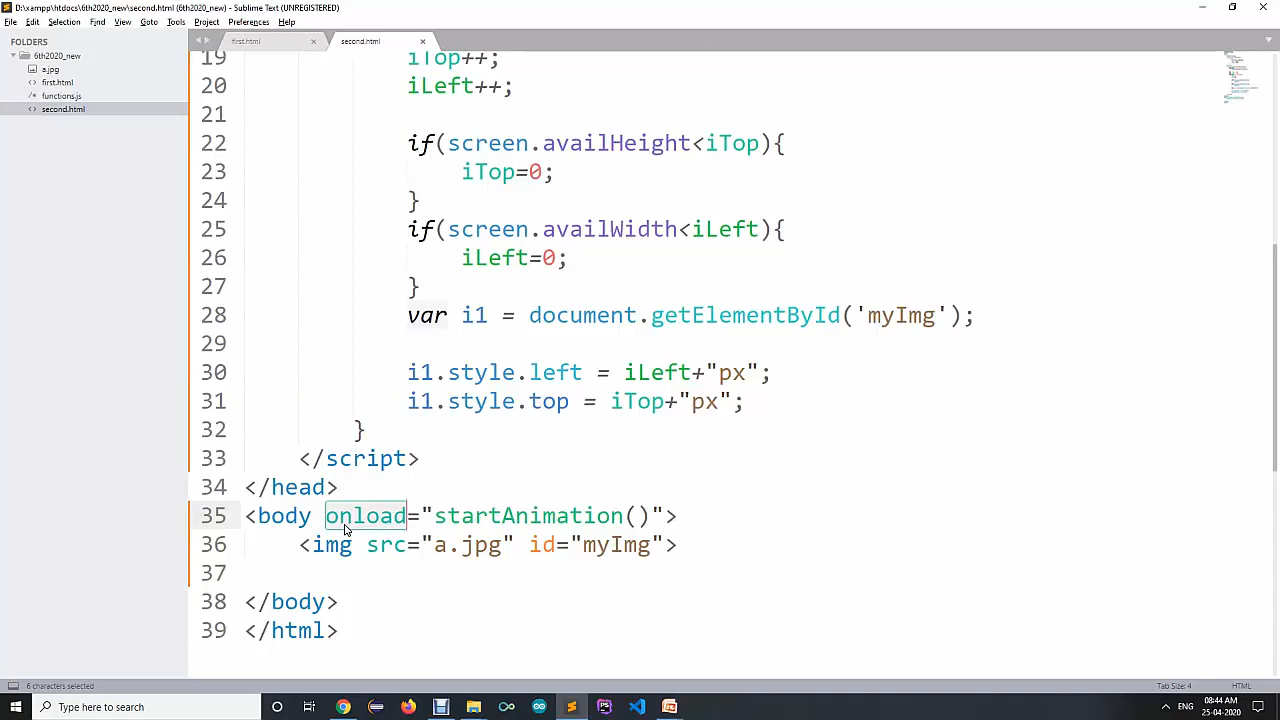 D:\xampp\htdocs\6th2020_new\second.html (6th2020_new) - Sublime Text (UNREGISTERED)
File Edit Selection Find View Goto Tools Project Preferences Help
FOLDERS
6th2020_new
a.jpg
first.html
functions.js
second.html
first.html
second.html
19 iTop++;
20 iLeft++;
21
22 if(screen.availHeight<iTop){
23 iTop=0;
24 }
25 if(screen.availWidth<iLeft){
26 iLeft=0;
27 }
28 var i1 = document.getElementById('myImg');
29
30 i1.style.left = iLeft+"px";
31 i1.style.top = iTop+"px";
32 }
33 </script>
34 </head>
35 <body onload="startAnimation()">
36 <img src="a.jpg" id="myImg">
37
38 </body>
39 </html>
6 characters selected
Tab Size: 4
HTML
Type here to search
ENG
08:44 AM
25-04-2020